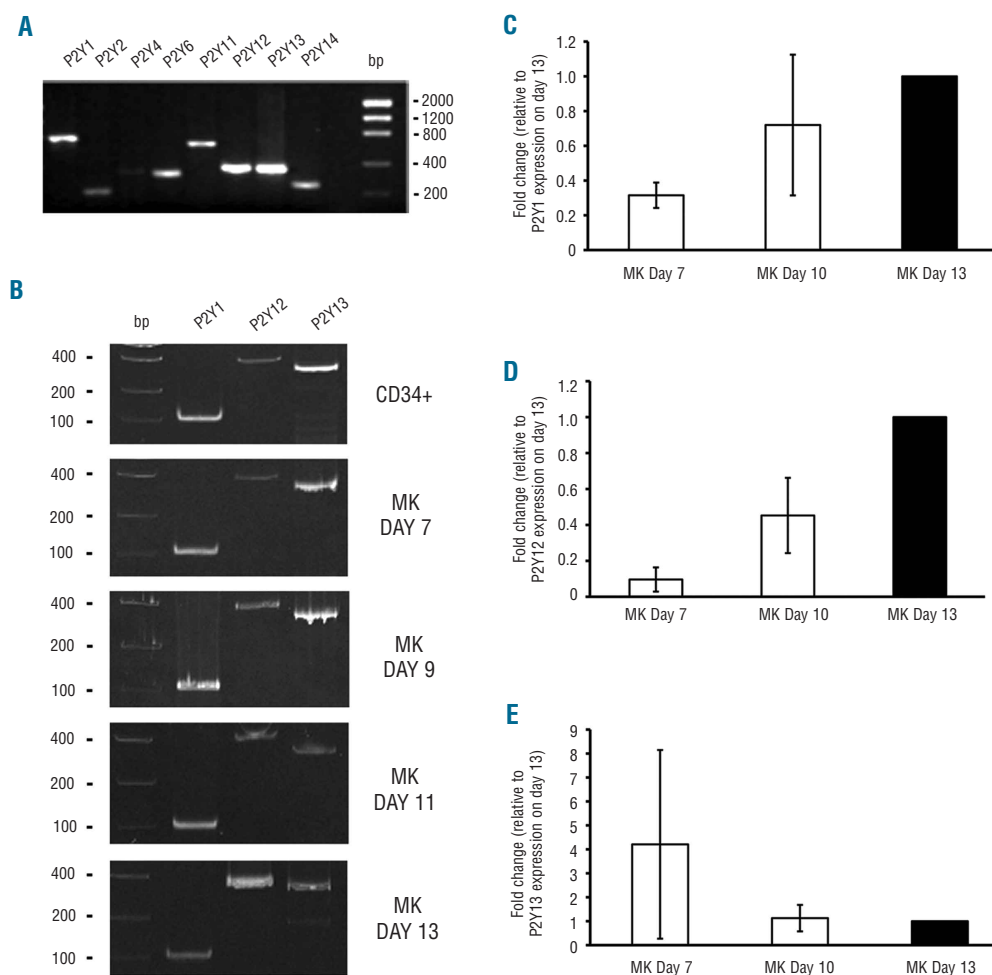 A
P2Y1 P2Y2 P2Y4 P2Y6 P2Y11 P2Y12 P2Y13 P2Y14 bp
- 2000
- 1200
- 800
- 400
- 200
B
bp P2Y1 P2Y12 P2Y13
400 -
200 -
100 -
CD34+
400 -
200 -
100 -
MK
DAY 7
400 -
200 -
100 -
MK
DAY 9
400 -
200 -
100 -
MK
DAY 11
400 -
200 -
100 -
MK
DAY 13
C
Fold change (relative to
P2Y1 expression on day 13)
1.2
1.0
0.8
0.6
0.4
0.2
0
MK Day 7 MK Day 10 MK Day 13
D
Fold change (relative to
P2Y12 expression on day 13)
1.2
1.0
0.8
0.6
0.4
0.2
0
MK Day 7 MK Day 10 MK Day 13
E
Fold change (relative to
P2Y13 expression on day 13)
9
8
7
6
5
4
3
2
1
0
MK Day 7 MK Day 10 MK Day 13